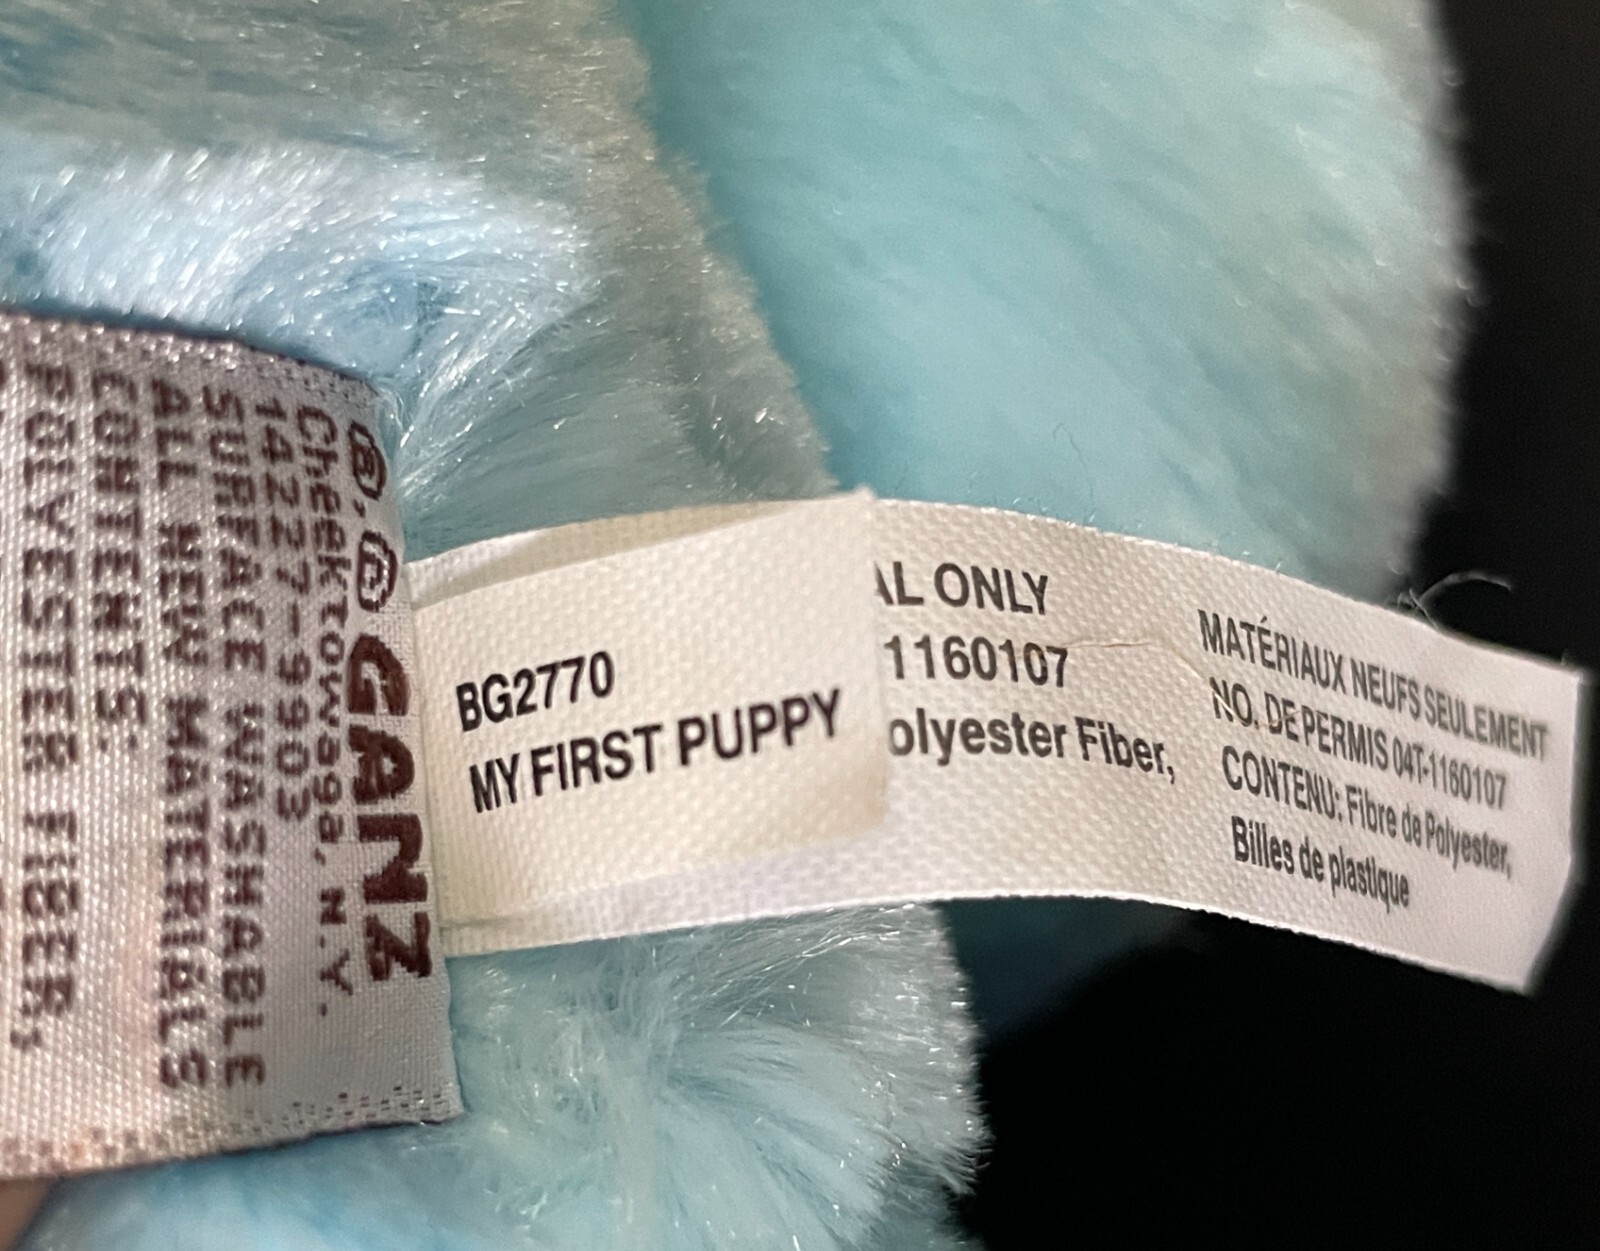 ®,© GANZ
Cheektowaga, N.Y.
14227-9903
SURFACE WASHABLE
ALL NEW MATERIALS
CONTENTS:
POLYESTER FIBER,
BG2770
MY FIRST PUPPY
AL ONLY
1160107
olyester Fiber,
MATÉRIAUX NEUFS SEULEMENT
NO. DE PERMIS 04T-1160107
CONTENU: Fibre de Polyester,
Billes de plastique